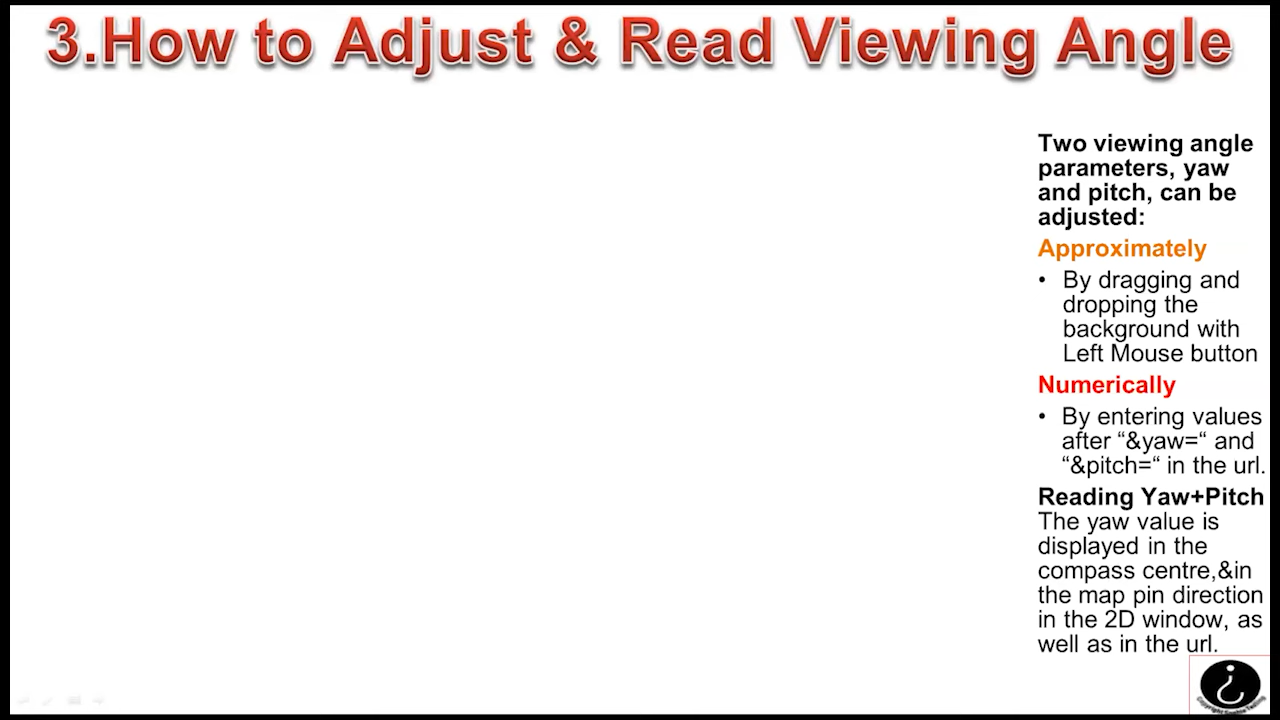 3.How to Adjust & Read Viewing Angle
Two viewing angle
parameters, yaw
and pitch, can be
adjusted:
Approximately
• By dragging and
dropping the
background with
Left Mouse button
Numerically
• By entering values
after “&yaw=“ and
“&pitch=“ in the url.
Reading Yaw+Pitch
The yaw value is
displayed in the
compass centre,&in
the map pin direction
in the 2D window, as
well as in the url.